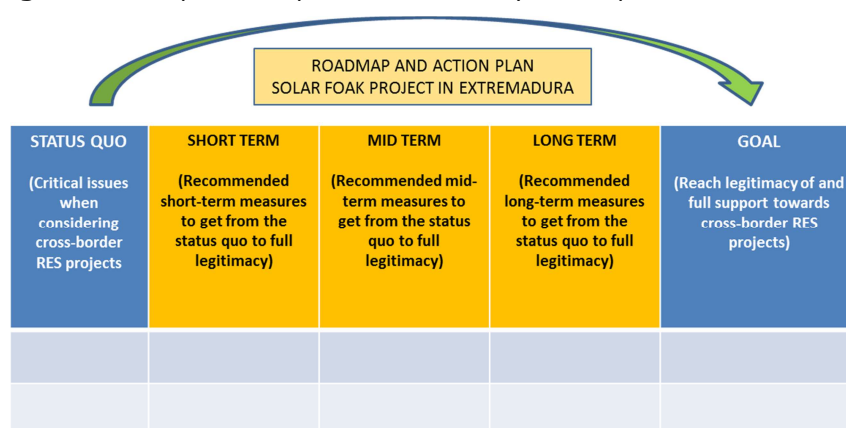 ROADMAP AND ACTION PLAN
SOLAR FOAK PROJECT IN EXTREMADURA
STATUS QUO
(Critical issues
when
considering
cross-border
RES projects
SHORT TERM
(Recommended
short-term measures
to get from the
status quo to full
legitimacy)
MID TERM
(Recommended mid-
term measures to
get from the status
quo to full
legitimacy)
LONG TERM
(Recommended
long-term measures
to get from the
status quo to full
legitimacy)
GOAL
(Reach legitimacy of and
full support towards
cross-border RES
projects)